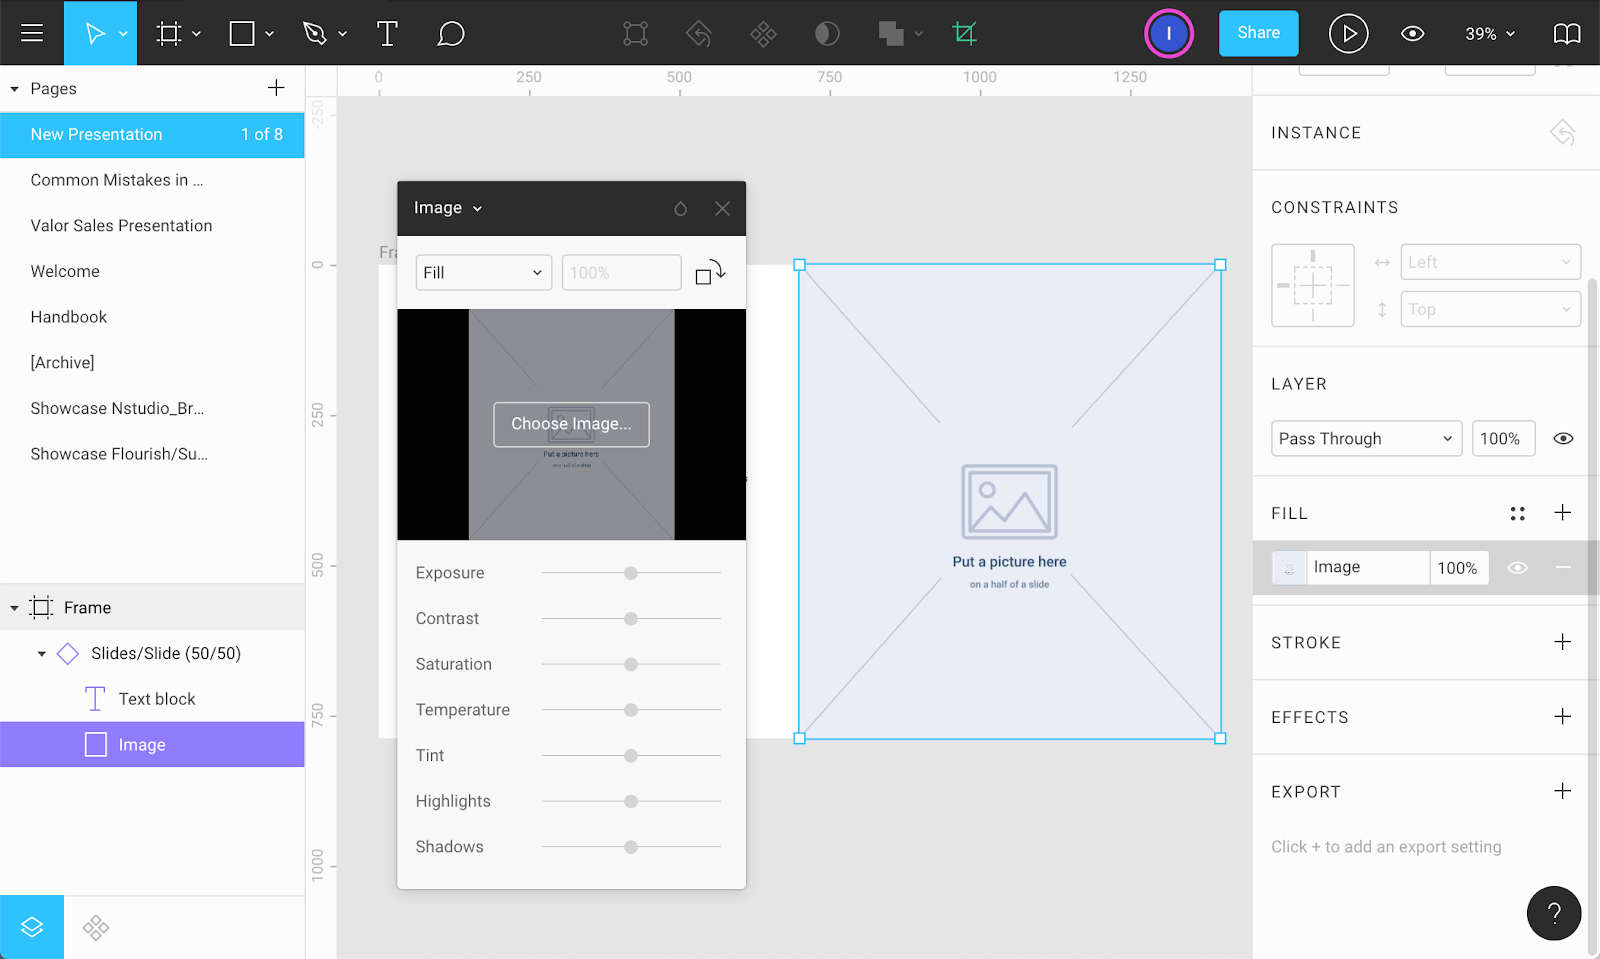 I
Share
39%
Pages
New Presentation 1 of 8
Common Mistakes in ...
Valor Sales Presentation
Welcome
Handbook
[Archive]
Showcase Nstudio_Br...
Showcase Flourish/Su...
Frame
Slides/Slide (50/50)
Text block
Image
0 250 500 750 1000 1250
-250
0
250
500
750
1000
Fra
Image
Fill 100%
Choose Image...
Put a picture here
on a half of a slide
Exposure
Contrast
Saturation
Temperature
Tint
Highlights
Shadows
s
Put a picture here
on a half of a slide
INSTANCE
CONSTRAINTS
Left
Top
LAYER
Pass Through 100%
FILL
Image 100%
STROKE
EFFECTS
EXPORT
Click + to add an export setting
?